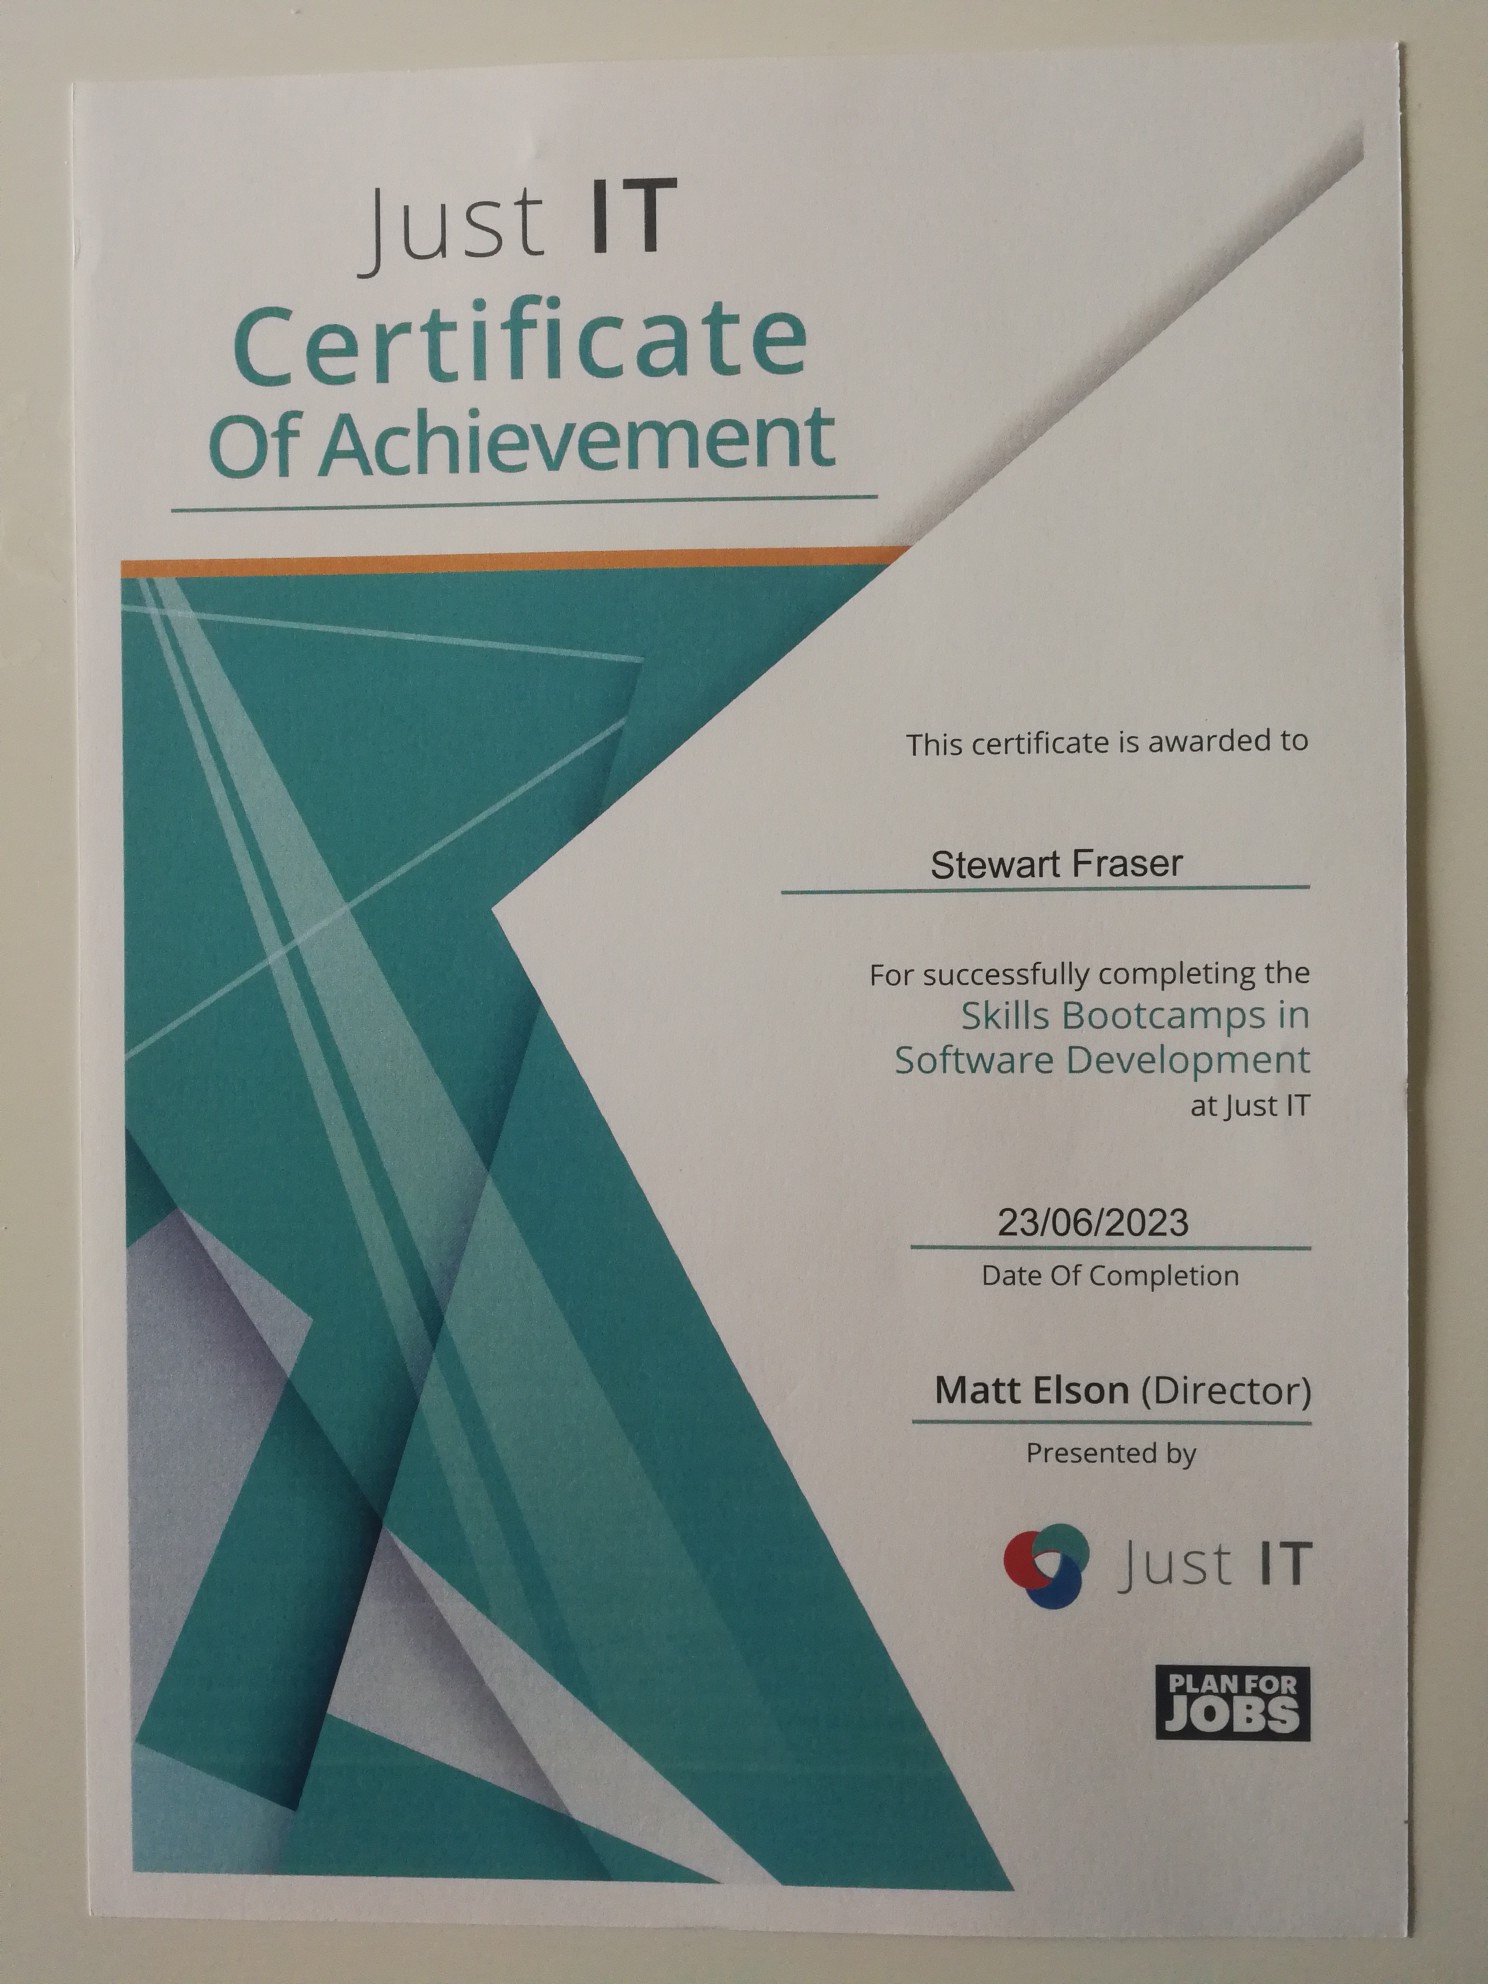 Just IT
Certificate
Of Achievement
This certificate is awarded to
Stewart Fraser
For successfully completing the
Skills Bootcamps in
Software Development
at Just IT
23/06/2023
Date Of Completion
Matt Elson (Director)
Presented by
Just IT
PLAN FOR
JOBS